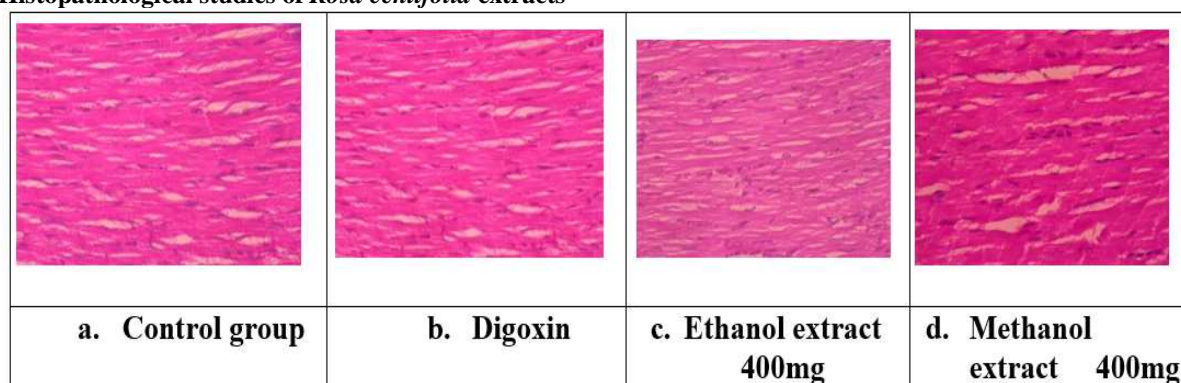 Histopathological studies of Rosa centifolia extracts
a. Control group
b. Digoxin
c. Ethanol extract
400mg
d. Methanol
extract 400mg